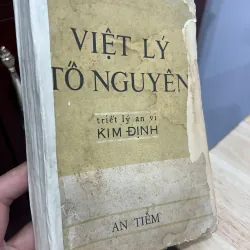 VIỆT LÝ
TỐ NGUYÊN
triết lý an vi
KIM ĐỊNH
AN TIÊM